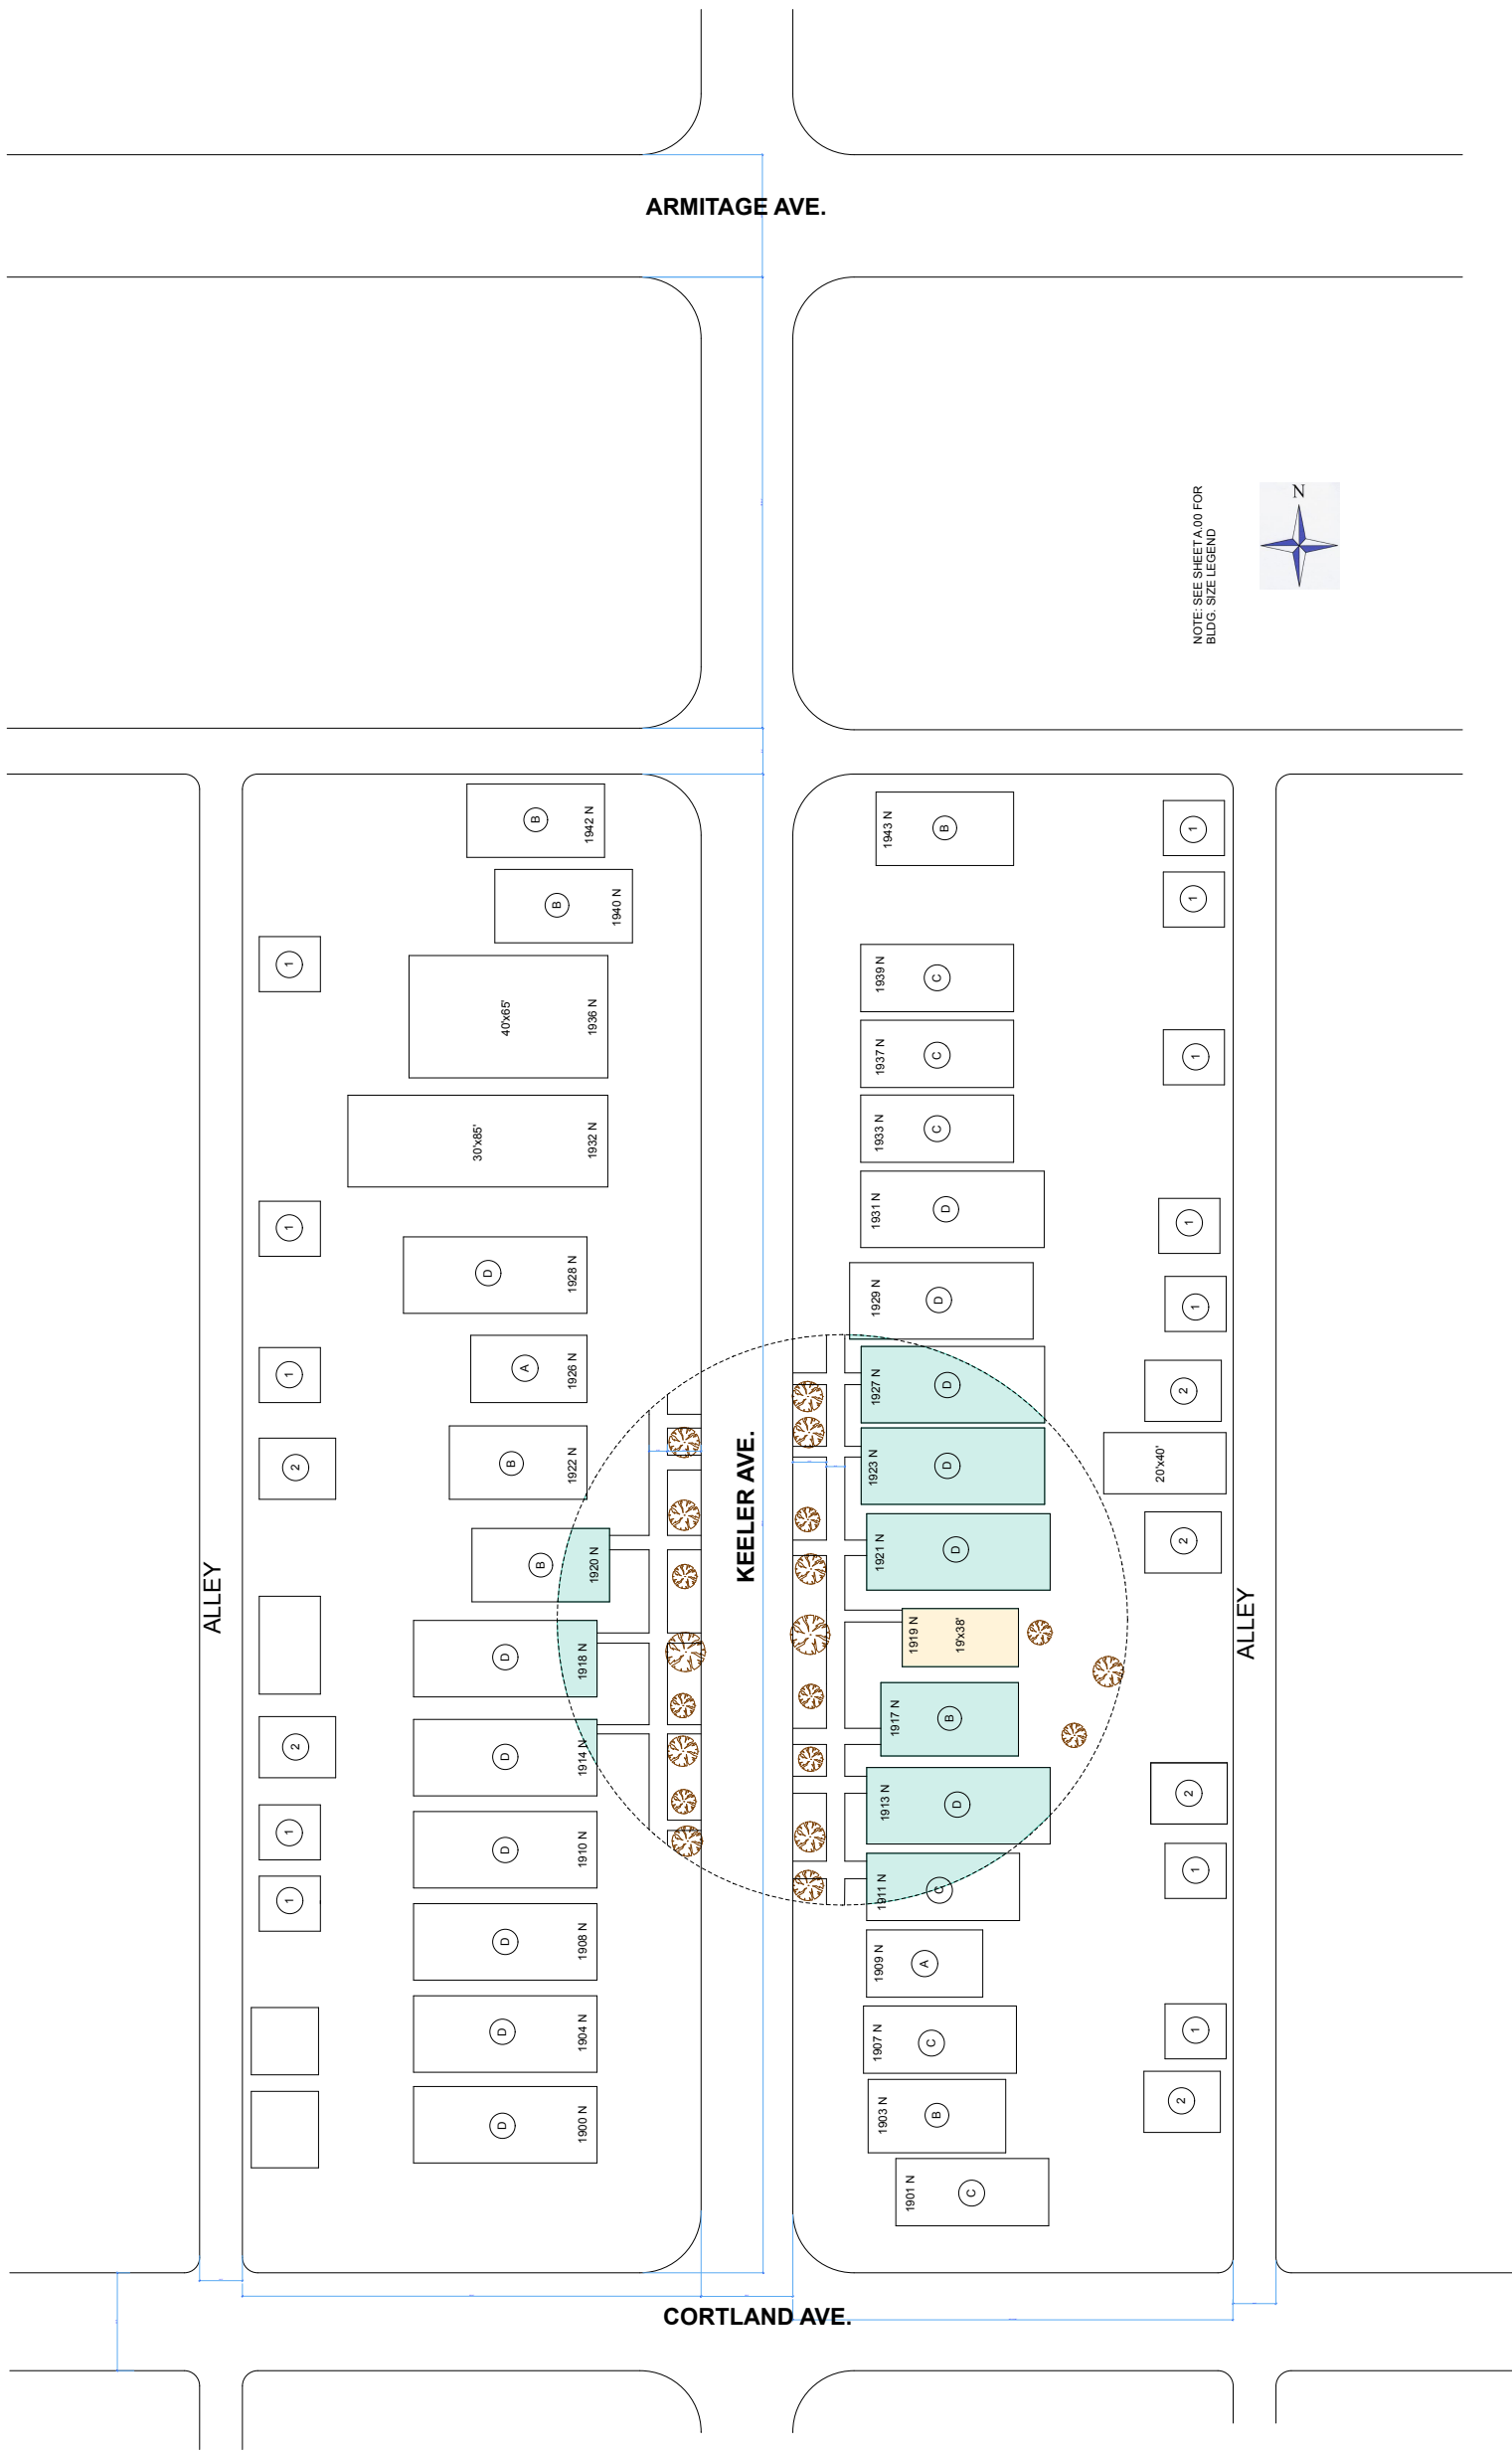 ARMITAGE AVE.
N
NOTE: SEE SHEET A.00 FOR
BLDG. SIZE LEGEND
B
1942 N
B
1940 N
1
40'x65'
1936 N
30'x85'
1932 N
1
D
1928 N
1
A
1926 N
2
B
1922 N
B
1920 N
ALLEY
D
1918 N
2
D
1914 N
1
D
1910 N
1
D
1908 N
D
1904 N
D
1900 N
KEELER AVE.
1943 N
B
1
1
1939 N
C
1937 N
C
1
1933 N
C
1931 N
D
1
1929 N
D
1
1927 N
D
2
1923 N
D
20'x40'
1921 N
D
2
1919 N
19'x38'
ALLEY
1917 N
B
1913 N
D
2
1911 N
C
1
1909 N
A
1907 N
C
1
1903 N
B
2
1901 N
C
CORTLAND AVE.